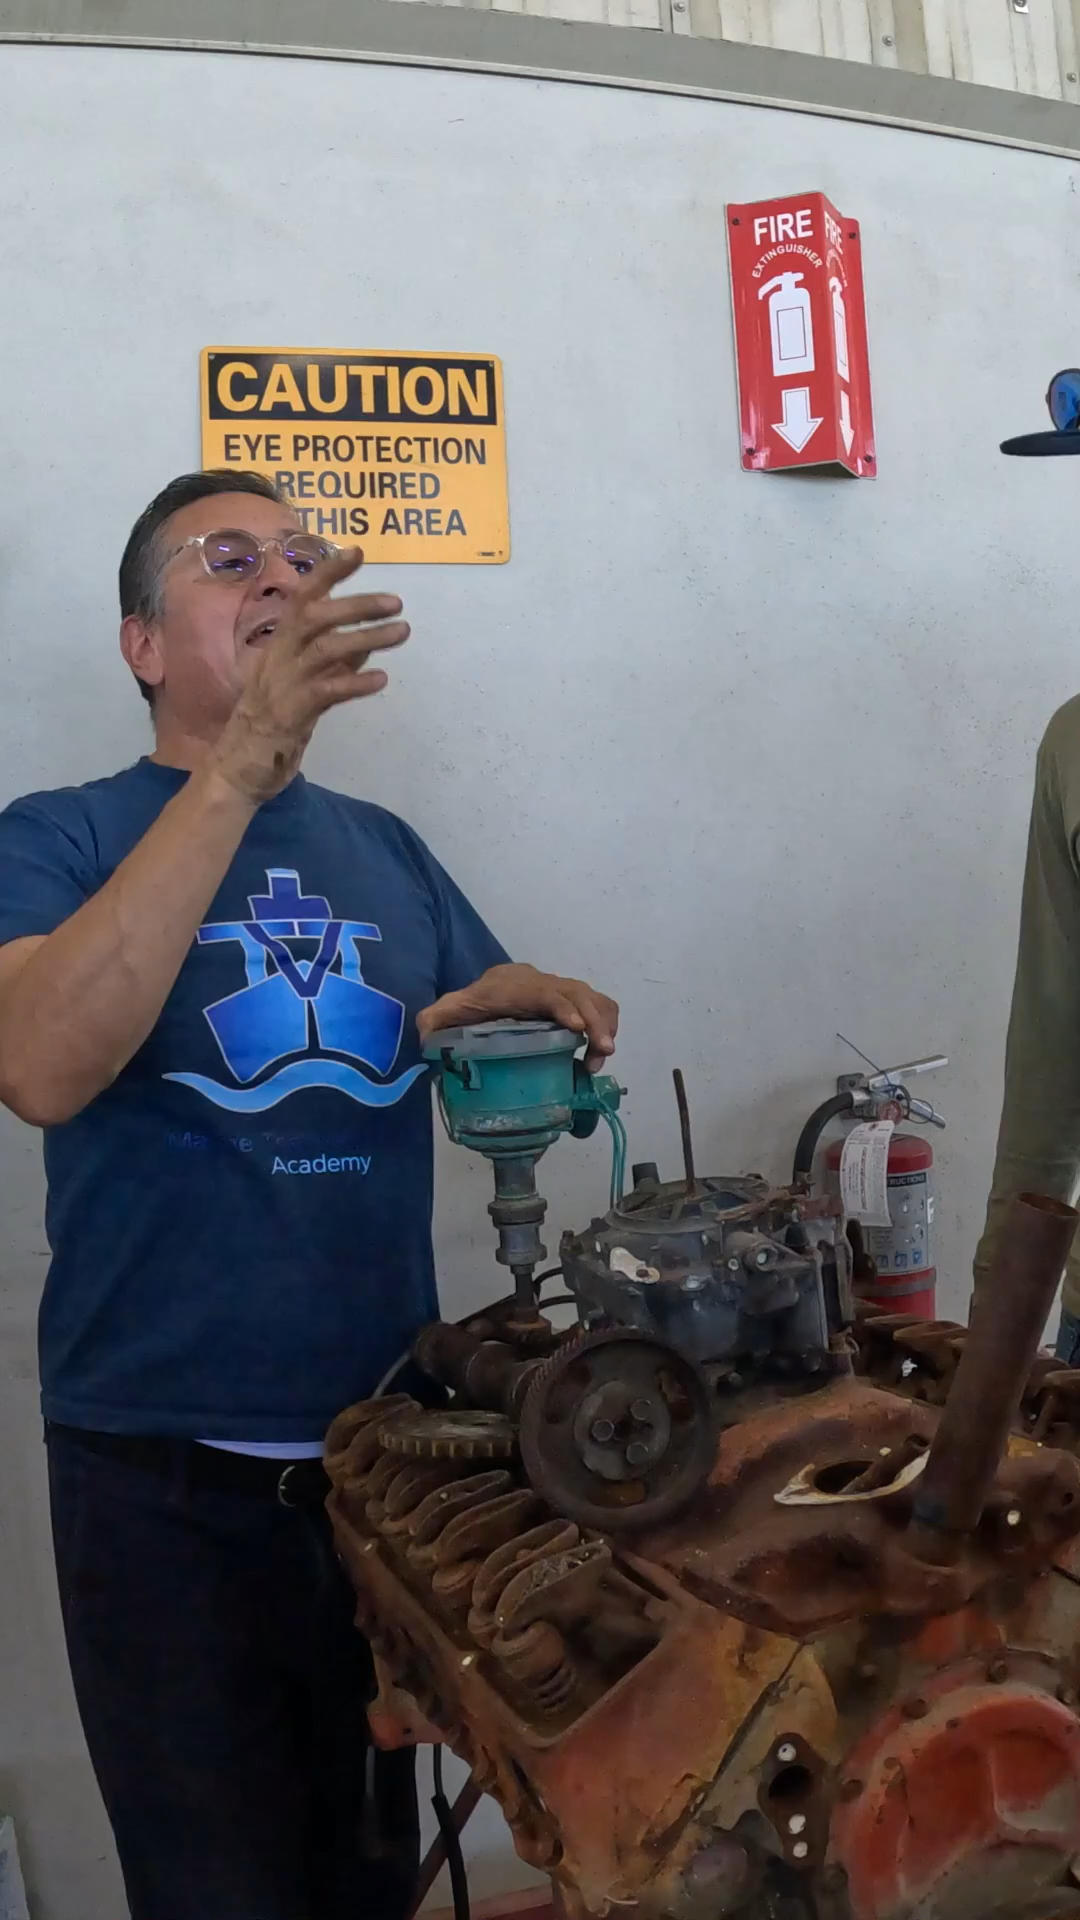 FIRE
FIRE
EXTINGUISHER
CAUTION
EYE PROTECTION
REQUIRED
THIS AREA
Academy